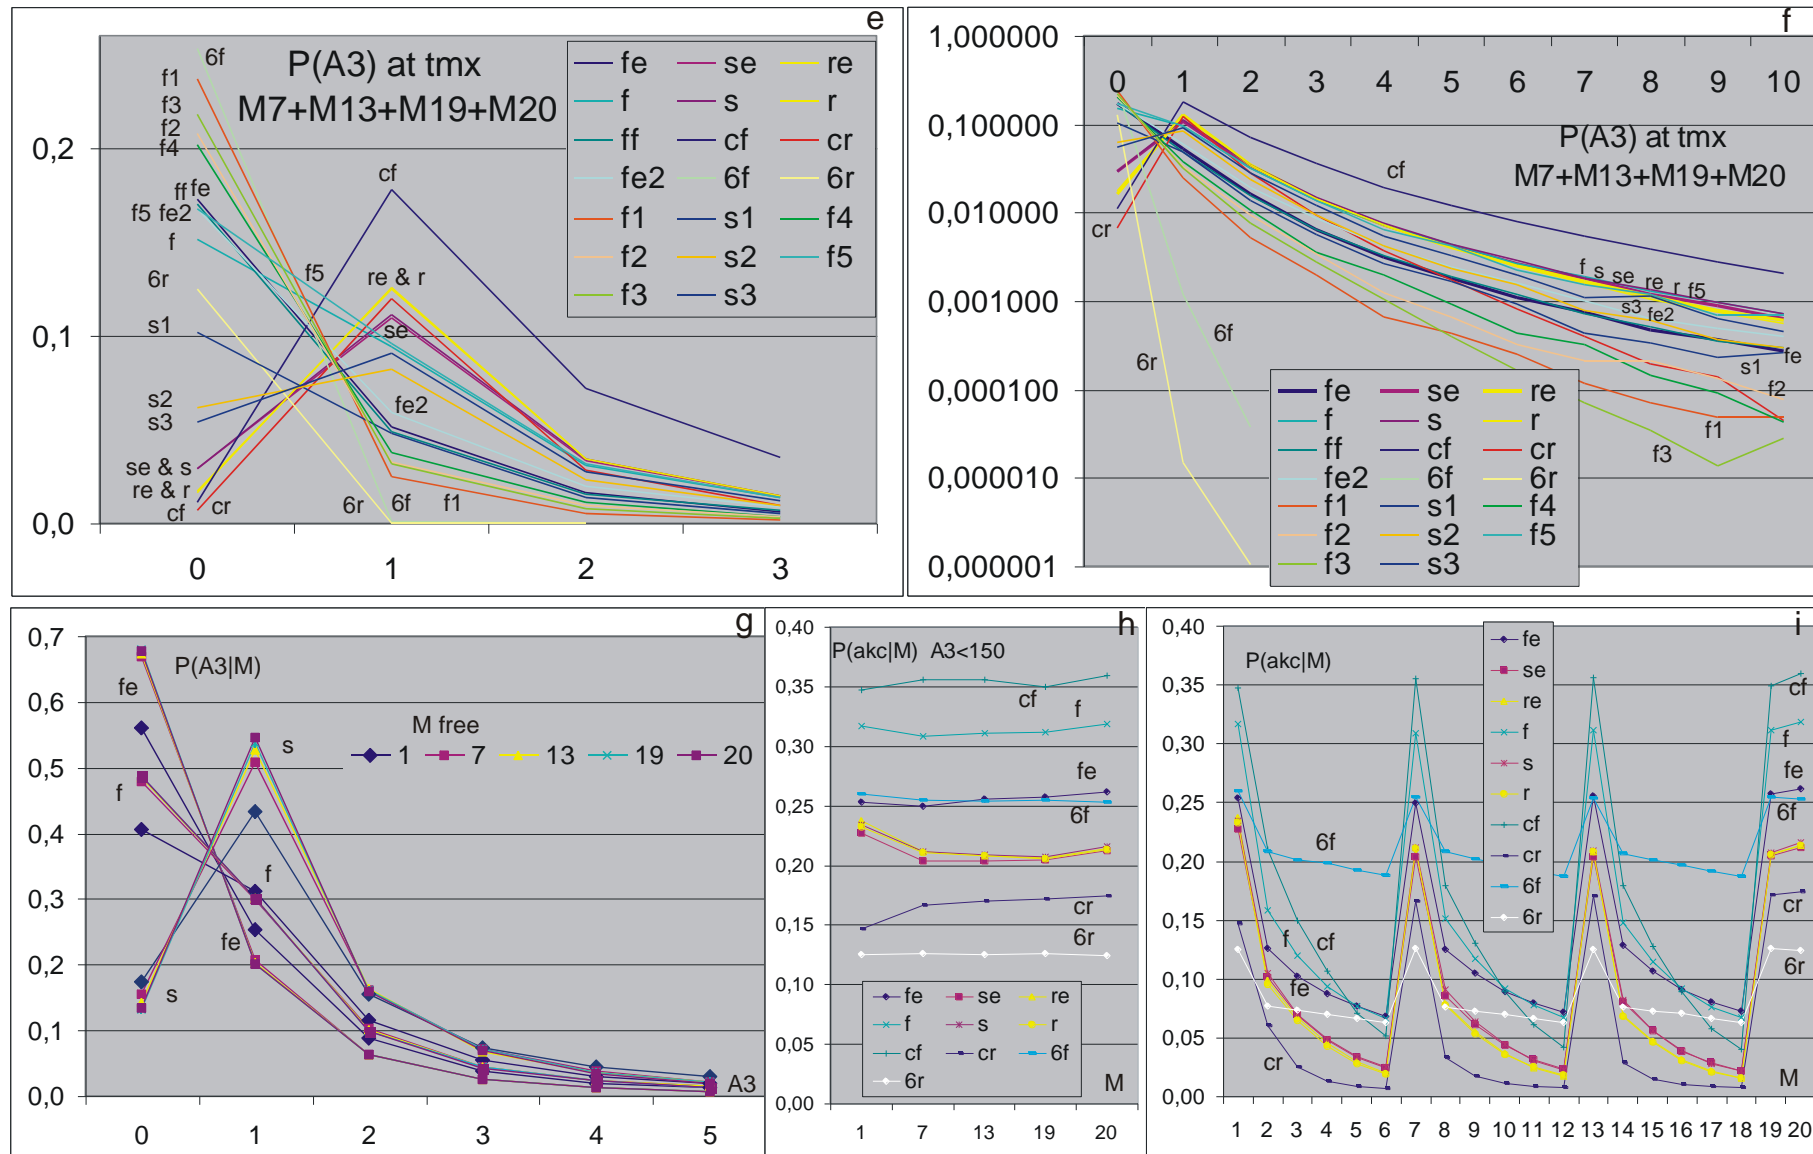 e
P(A3) at tmx
M7+M13+M19+M20
0,2
0,1
0,0
0 1 2 3
fe se re
f s r
ff cf cr
fe2 6f 6r
f1 s1 f4
f2 s2 f5
f3 s3
6f
f1
f3
f2
f4
ff fe
f5 fe2
f
6r
s1
s2
s3
se & s
re & r
cf cr
f5
cf
re & r
se
fe2
6r 6f f1
f
1,000000
0,100000
0,010000
0,001000
0,000100
0,000010
0,000001
0 1 2 3 4 5 6 7 8 9 10
P(A3) at tmx
M7+M13+M19+M20
cf
cr
6f
6r
f s se re r f5
s3 fe2
fe
s1
f2
f1
f3
fe se re
f s r
ff cf cr
fe2 6f 6r
f1 s1 f4
f2 s2 f5
f3 s3
g
0,7
0,6
0,5
0,4
0,3
0,2
0,1
0,0
P(A3|M)
M free
1 7 13 19 20
fe
f
s
s
f
fe
A3
0 1 2 3 4 5
h
0,40
0,35
0,30
0,25
0,20
0,15
0,10
0,05
0,00
P(akc|M) A3<150
cf
f
fe
6f
cr
6r
fe se re
f s r
cf cr 6f
6r
M
1 7 13 19 20
i
0,40
0,35
0,30
0,25
0,20
0,15
0,10
0,05
0,00
P(akc|M)
fe
se
re
f
s
r
cf
cr
6f
6r
6f
f cf
fe
cr
cf
f
fe
6f
cr
6r
M
1 2 3 4 5 6 7 8 9 10 11 12 13 14 15 16 17 18 19 20